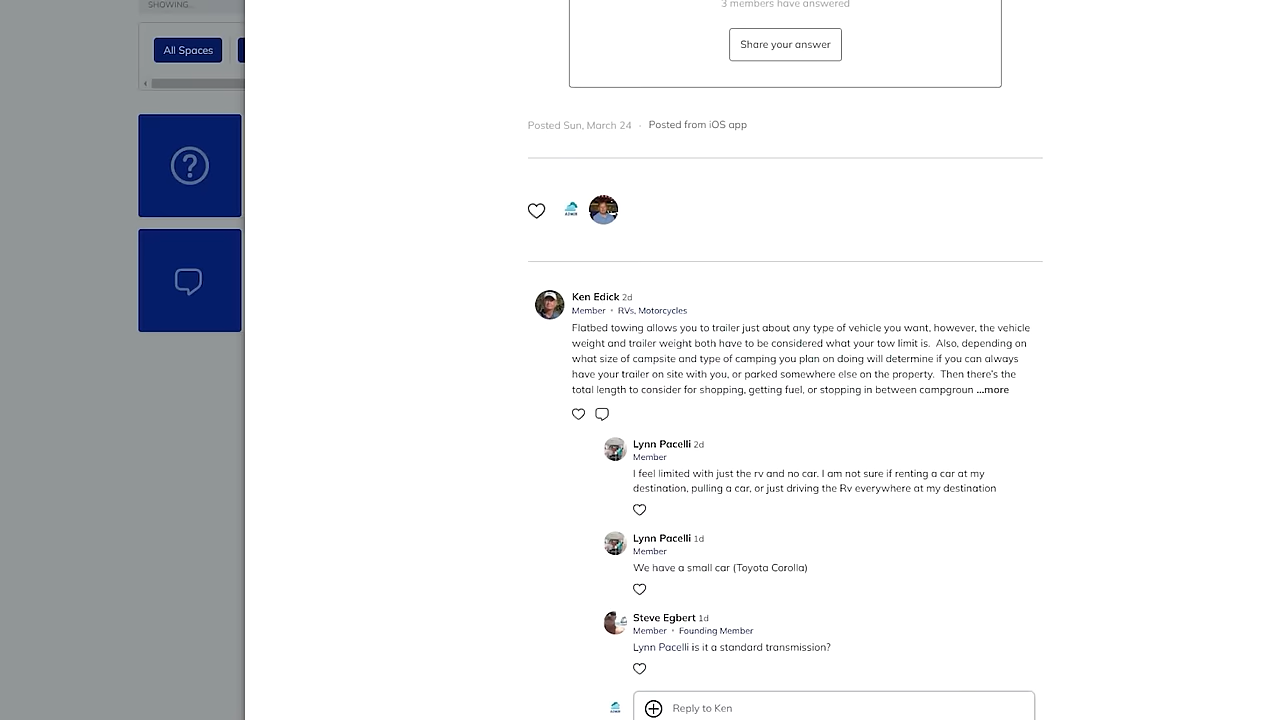 SHOWING...
3 members have answered
All Spaces
Share your answer
Posted Sun, March 24 · Posted from iOS app
Ken Edick 2d
Member • RVs, Motorcycles
Flatbed towing allows you to trailer just about any type of vehicle you want, however, the vehicle
weight and trailer weight both have to be considered what your tow limit is. Also, depending on
what size of campsite and type of camping you plan on doing will determine if you can always
have your trailer on site with you, or parked somewhere else on the property. Then there's the
total length to consider for shopping, getting fuel, or stopping in between campgroun ...more
Lynn Pacelli 2d
Member
I feel limited with just the rv and no car. I am not sure if renting a car at my
destination, pulling a car, or just driving the Rv everywhere at my destination
Lynn Pacelli 1d
Member
We have a small car (Toyota Corolla)
Steve Egbert 1d
Member • Founding Member
Lynn Pacelli is it a standard transmission?
Reply to Ken